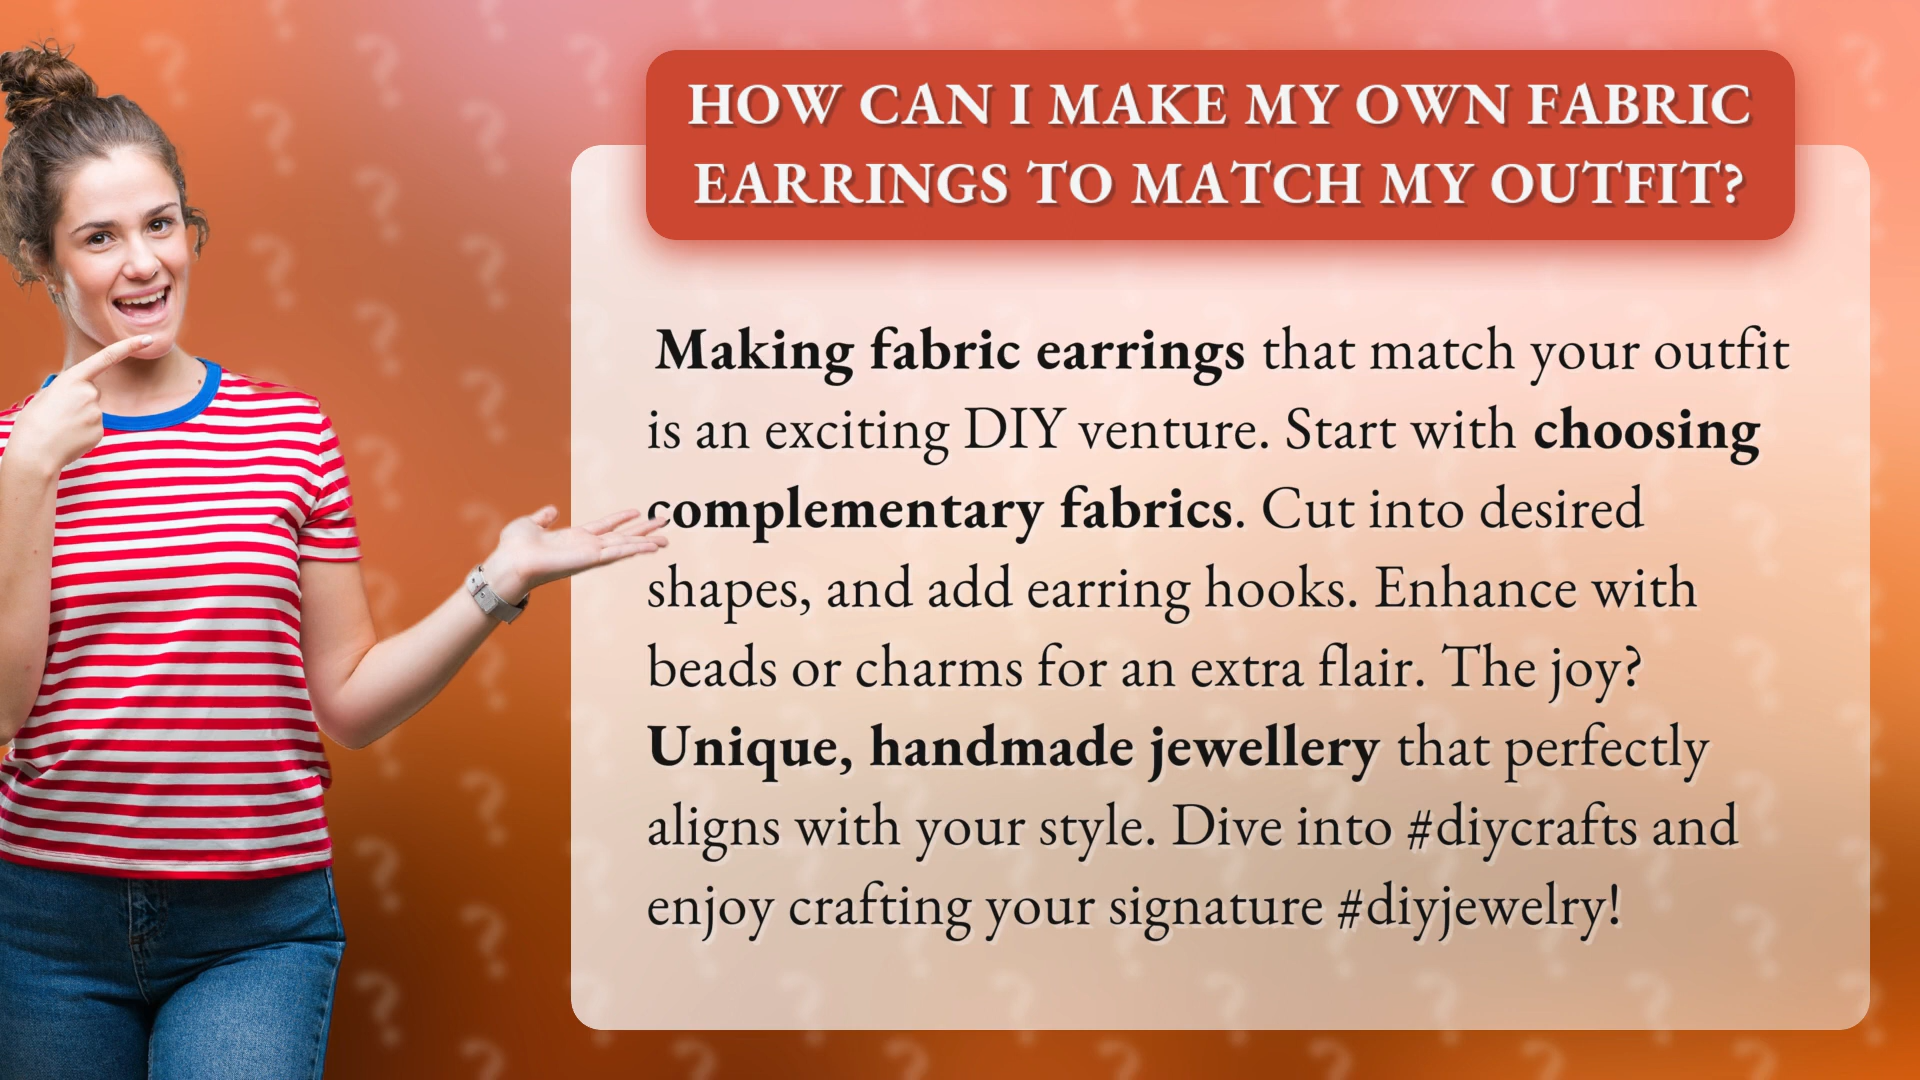 HOW CAN I MAKE MY OWN FABRIC
EARRINGS TO MATCH MY OUTFIT?
Making fabric earrings that match your outfit
is an exciting DIY venture. Start with choosing
complementary fabrics. Cut into desired
shapes, and add earring hooks. Enhance with
beads or charms for an extra flair. The joy?
Unique, handmade jewellery that perfectly
aligns with your style. Dive into #diycrafts and
enjoy crafting your signature #diyjewelry!